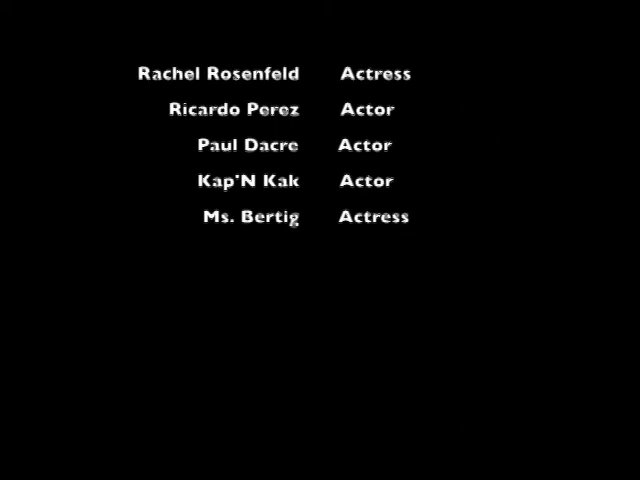 Rachel Rosenfeld Actress
Ricardo Perez Actor
Paul Dacre Actor
Kap'N Kak Actor
Ms. Bertig Actress